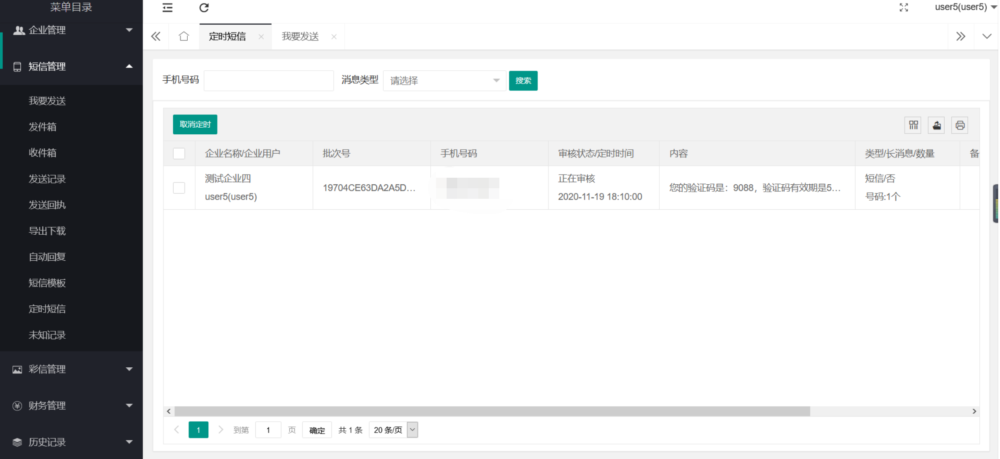 菜单目录
企业管理
短信管理
我要发送
发件箱
收件箱
发送记录
发送回执
导出下载
自动回复
短信模板
定时短信
未知记录
彩信管理
财务管理
历史记录
user5(user5)
定时短信
我要发送
手机号码
消息类型 请选择
搜索
取消定时
企业名称/企业用户 批次号 手机号码 审核状态/定时时间 内容 类型/长消息/数量 备
测试企业四
user5(user5)
19704CE63DA2A5D...
正在审核
2020-11-19 18:10:00
您的验证码是：9088，验证码有效期是5...
短信/否
号码:1个
1 到第 1 页 确定 共 1 条 20 条/页